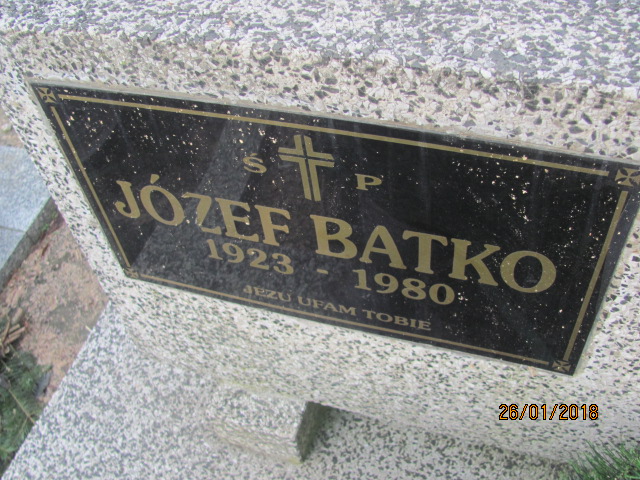 S P
JÓZEF BATKO
1923 - 1980
JEZU UFAM TOBIE
26/01/2018